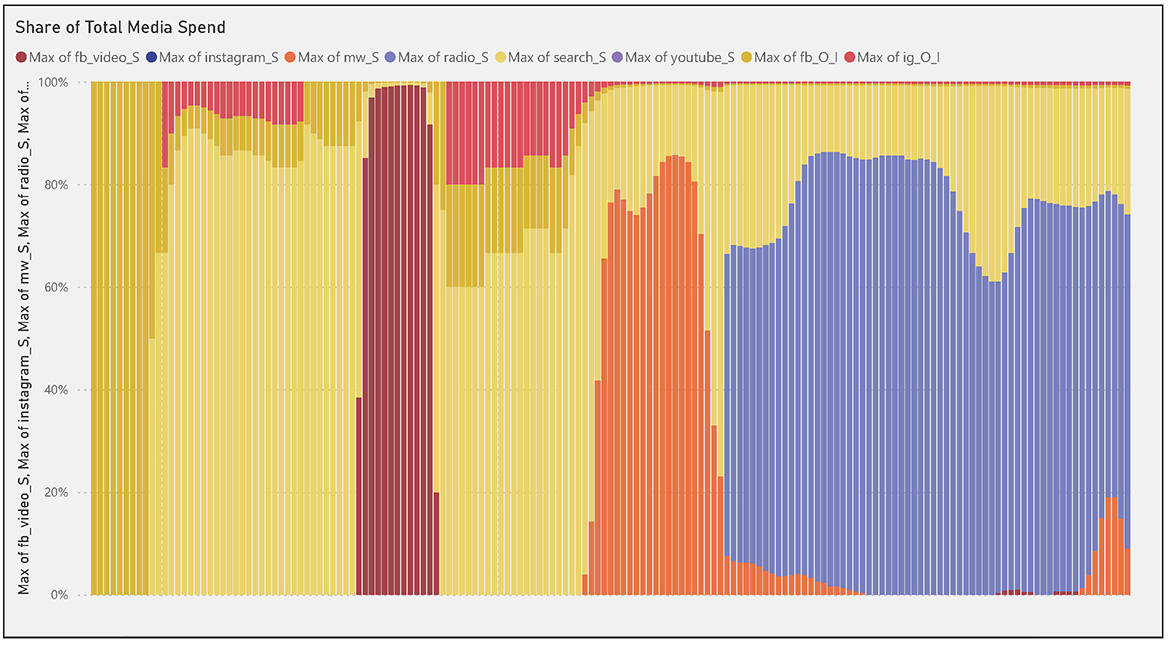 Share of Total Media Spend
Max of fb_video_S Max of instagram_S Max of mw_S Max of radio_S Max of search_S Max of youtube_S Max of fb_O_I Max of ig_O_I
Max of fb_video_S, Max of instagram_S, Max of mw_S, Max of radio_S, Max of...
100%
80%
60%
40%
20%
0%